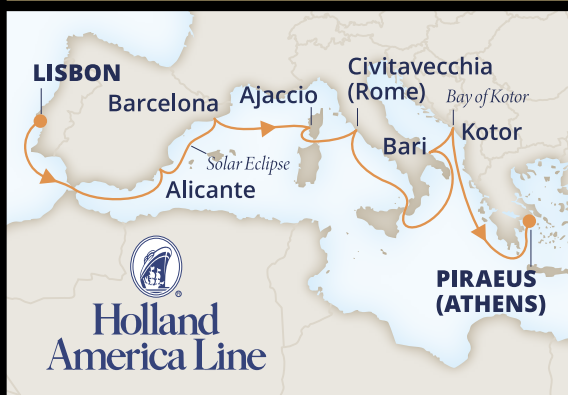 LISBON
Barcelona
Ajaccio
Civitavecchia
(Rome)
Bay of Kotor
Kotor
Bari
Solar Eclipse
Alicante
PIRAEUS
(ATHENS)
Holland
America Line
®